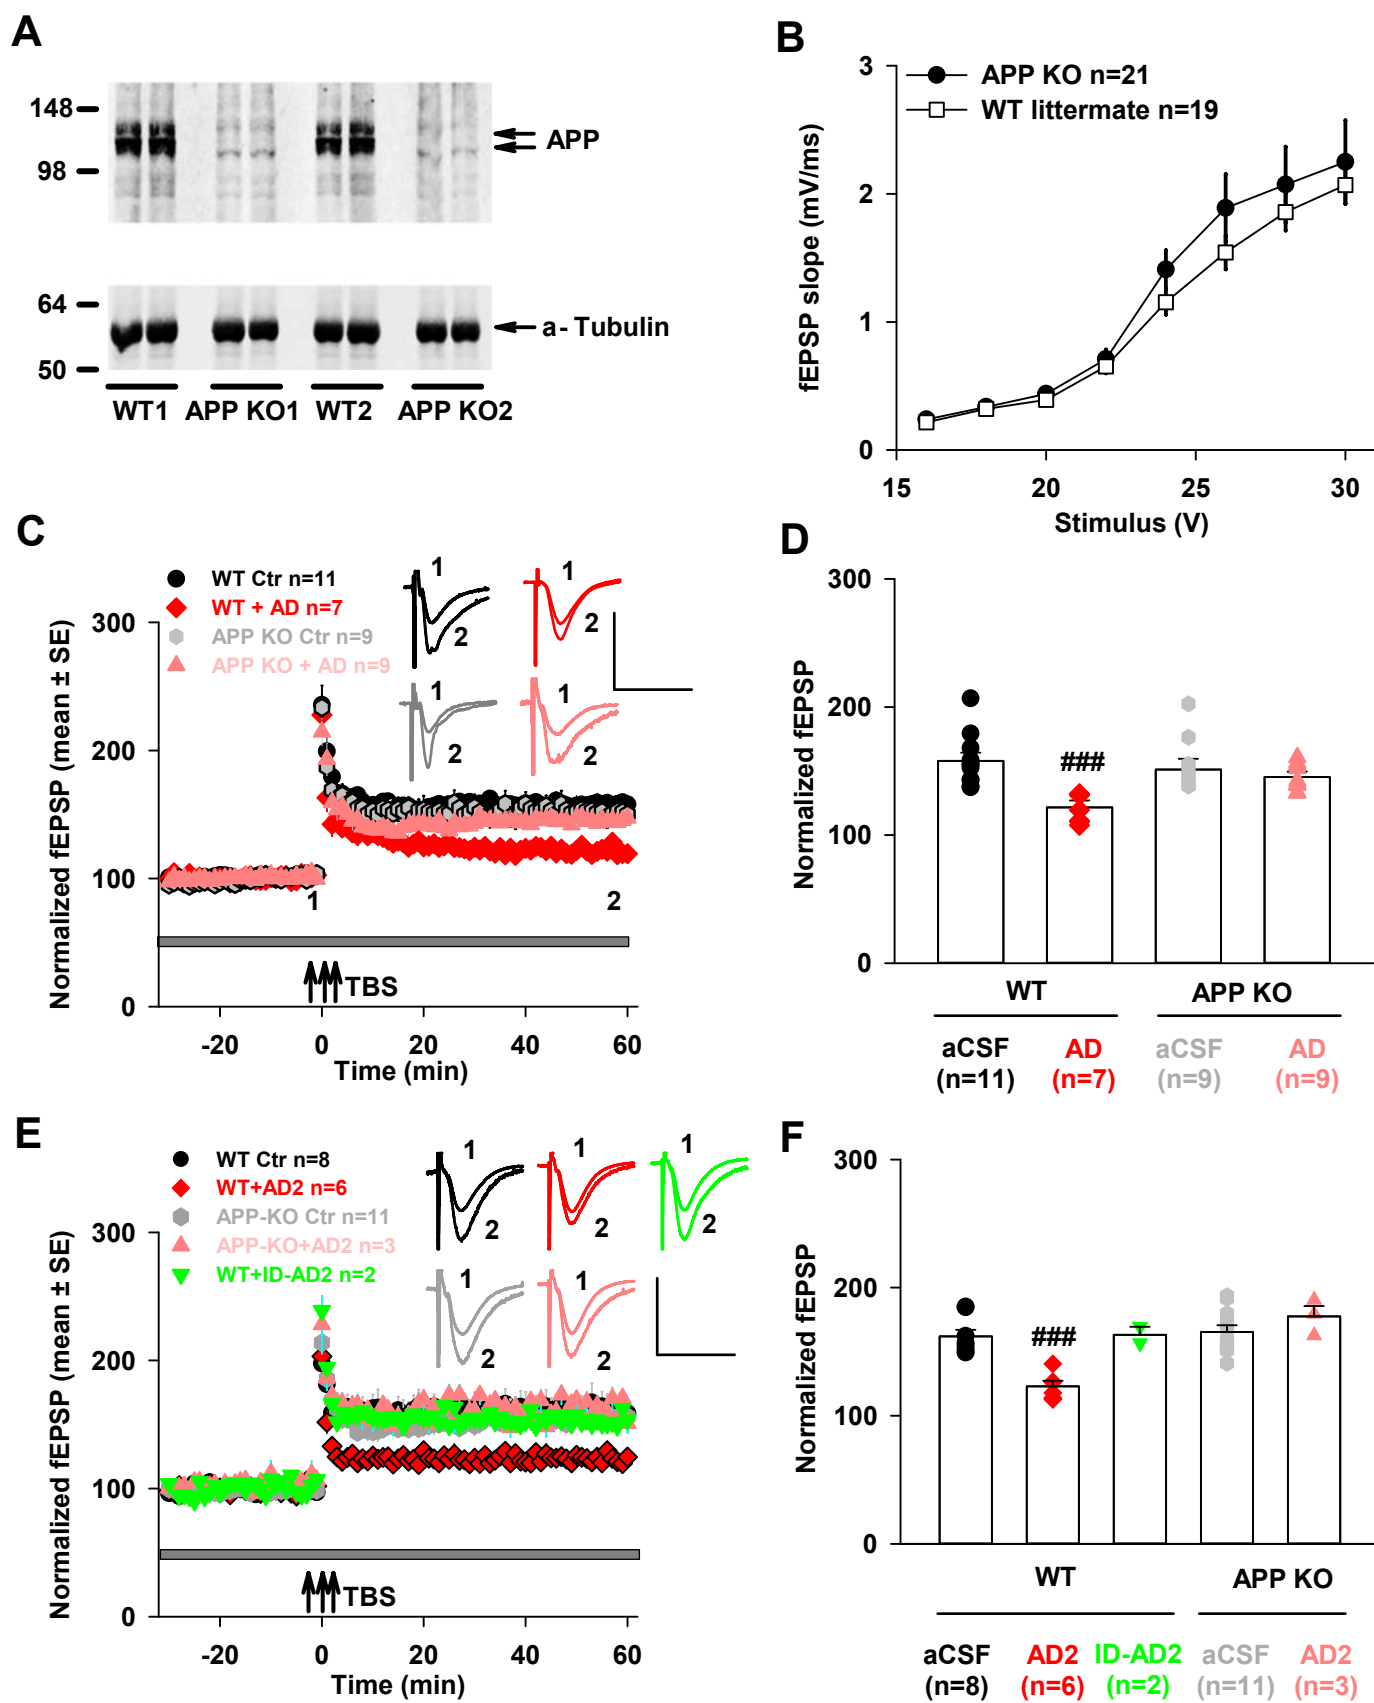 A
148
98
APP
64
50
a- Tubulin
WT1 APP KO1 WT2 APP KO2
B
APP KO n=21
WT littermate n=19
fEPSP slope (mV/ms)
3
2
1
0
15 20 25 30
Stimulus (V)
C
WT Ctr n=11
WT + AD n=7
APP KO Ctr n=9
APP KO + AD n=9
1 1
2 2
1 1
2 2
Normalized fEPSP (mean ± SE)
300
200
100
0
1 2
TBS
-20 0 20 40 60
Time (min)
D
Normalized fEPSP
300
200
100
0
###
WT APP KO
aCSF AD aCSF AD
(n=11) (n=7) (n=9) (n=9)
E
WT Ctr n=8
WT+AD2 n=6
APP-KO Ctr n=11
APP-KO+AD2 n=3
WT+ID-AD2 n=2
1 1 1
2 2 2
1 1
2 2
Normalized fEPSP (mean ± SE)
300
200
100
0
TBS
-20 0 20 40 60
Time (min)
F
Normalized fEPSP
300
200
100
0
###
WT APP KO
aCSF AD2 ID-AD2 aCSF AD2
(n=8) (n=6) (n=2) (n=11) (n=3)